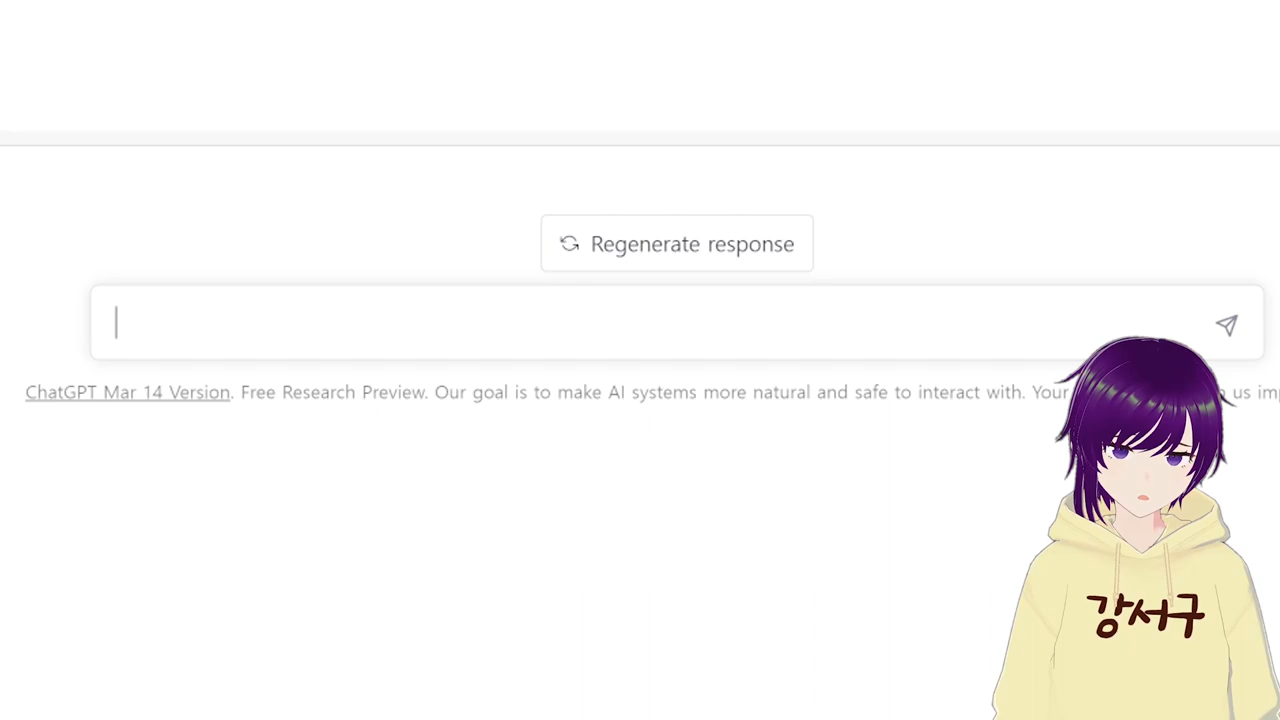 Regenerate response
ChatGPT Mar 14 Version. Free Research Preview. Our goal is to make AI systems more natural and safe to interact with. Your us
강서구